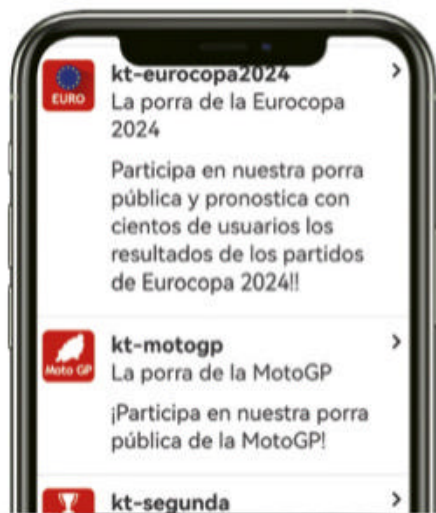 kt-eurocopa2024
EURO
La porra de la Eurocopa
2024
Participa en nuestra porra
pública y pronostica con
cientos de usuarios los
resultados de los partidos
de Eurocopa 2024!!
kt-motogp
Moto GP
La porra de la MotoGP
¡Participa en nuestra porra
pública de la MotoGP!
kt-segunda